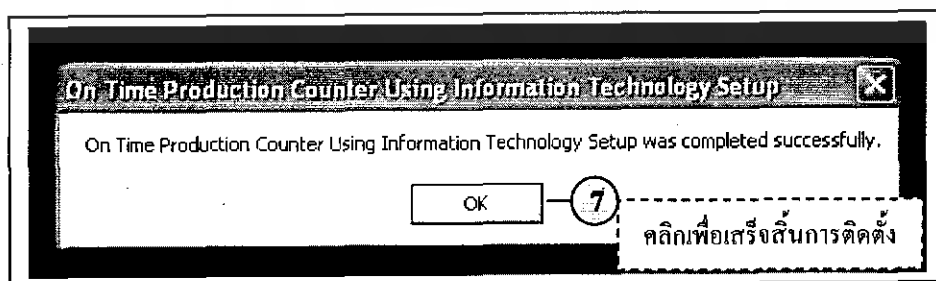 On Time Production Counter Using Information Technology Setup
On Time Production Counter Using Information Technology Setup was completed successfully.
OK
7
คลิกเพื่อเสร็จสิ้นการติดตั้ง